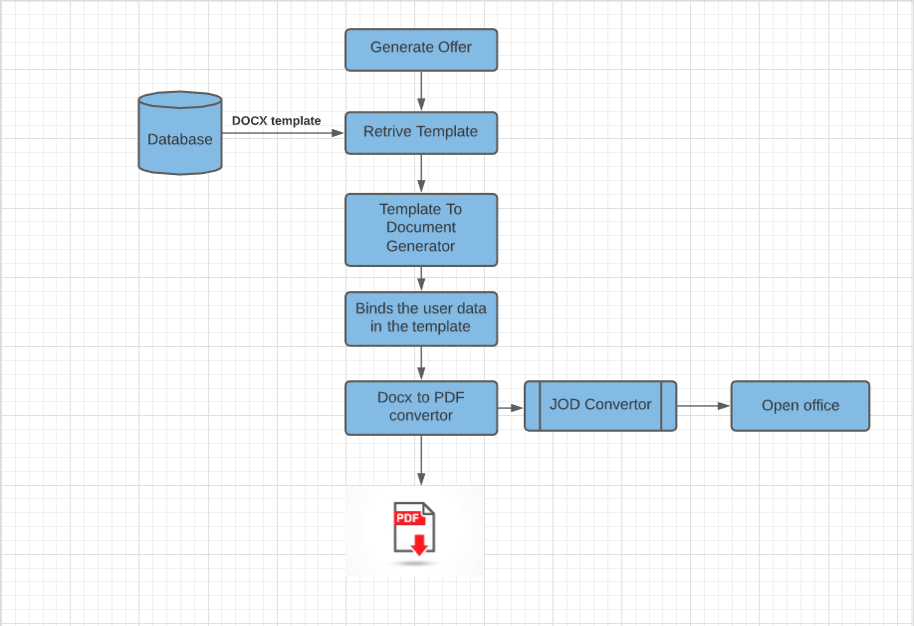 Generate Offer
DOCX template
Database
Retrive Template
Template To
Document
Generator
Binds the user data
in the template
Docx to PDF
convertor
JOD Convertor
Open office
PDF